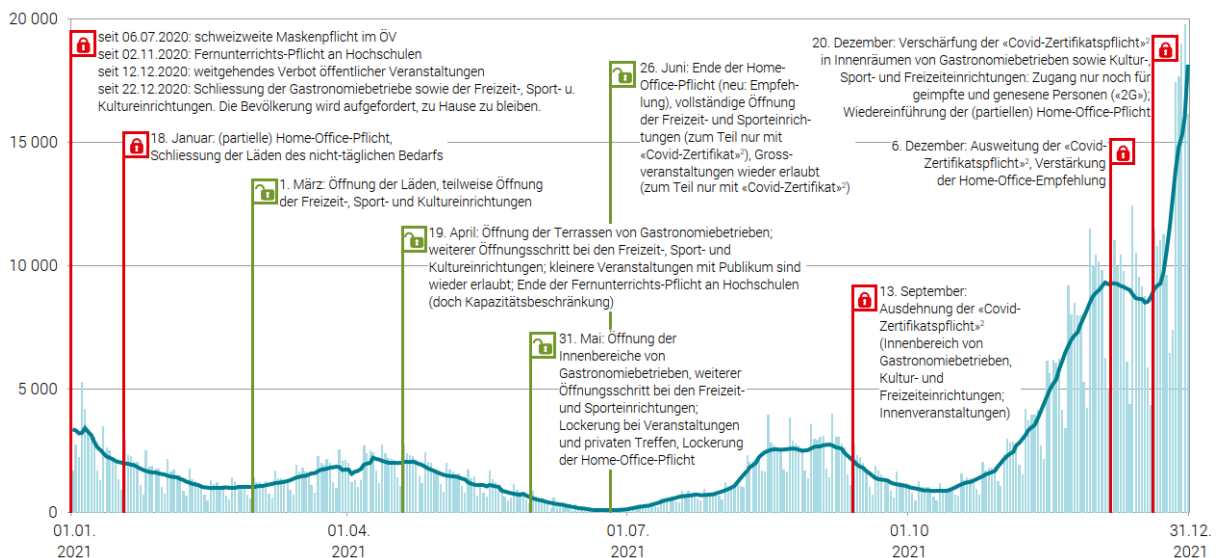 20 000
15 000
10 000
5 000
0
seit 06.07.2020: schweizweite Maskenpflicht im ÖV
seit 02.11.2020: Fernunterrichts-Pflicht an Hochschulen
seit 12.12.2020: weitgehendes Verbot öffentlicher Veranstaltungen
seit 22.12.2020: Schliessung der Gastronomiebetriebe sowie der Freizeit-, Sport- u.
Kultureinrichtungen. Die Bevölkerung wird aufgefordert, zu Hause zu bleiben.
18. Januar: (partielle) Home-Office-Pflicht,
Schliessung der Läden des nicht-täglichen Bedarfs
1. März: Öffnung der Läden, teilweise Öffnung
der Freizeit-, Sport- und Kultureinrichtungen
19. April: Öffnung der Terrassen von Gastronomiebetrieben;
weiterer Öffnungsschritt bei den Freizeit-, Sport- und
Kultureinrichtungen; kleinere Veranstaltungen mit Publikum sind
wieder erlaubt; Ende der Fernunterrichts-Pflicht an Hochschulen
(doch Kapazitätsbeschränkung)
31. Mai: Öffnung der
Innenbereiche von
Gastronomiebetrieben, weiterer
Öffnungsschritt bei den Freizeit-
und Sporteinrichtungen;
Lockerung bei Veranstaltungen
und privaten Treffen, Lockerung
der Home-Office-Pflicht
26. Juni: Ende der Home-
Office-Pflicht (neu: Empfeh-
lung), vollständige Öffnung
der Freizeit- und Sporteinrich-
tungen (zum Teil nur mit
«Covid-Zertifikat»²), Gross-
veranstaltungen wieder erlaubt
(zum Teil nur mit «Covid-Zertifikat»²)
13. September:
Ausdehnung der «Covid-
Zertifikatspflicht»²
(Innenbereich von
Gastronomiebetrieben,
Kultur- und
Freizeiteinrichtungen;
Innenveranstaltungen)
6. Dezember: Ausweitung der «Covid-
Zertifikatspflicht»², Verstärkung
der Home-Office-Empfehlung
20. Dezember: Verschärfung der «Covid-Zertifikatspflicht»²
in Innenräumen von Gastronomiebetrieben sowie Kultur-,
Sport- und Freizeiteinrichtungen: Zugang nur noch für
geimpfte und genesene Personen («2G»);
Wiedereinführung der (partiellen) Home-Office-Pflicht
01.01.
2021
01.04.
2021
01.07.
2021
01.10.
2021
31.12.
2021